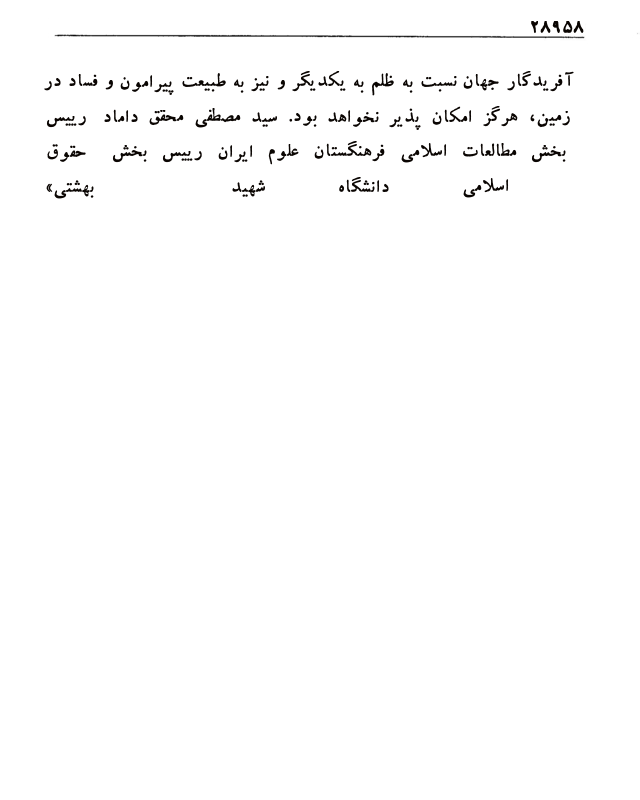 ۲۸۹۵۸
آفریدگار جهان نسبت به ظلم به یکدیگر و نیز به طبیعت پیرامون و فساد در
زمین، هرگز امکان پذیر نخواهد بود. سید مصطفی محقق داماد رییس
بخش مطالعات اسلامی فرهنگستان علوم ایران رییس بخش حقوق
اسلامی دانشگاه شهید بهشتی»